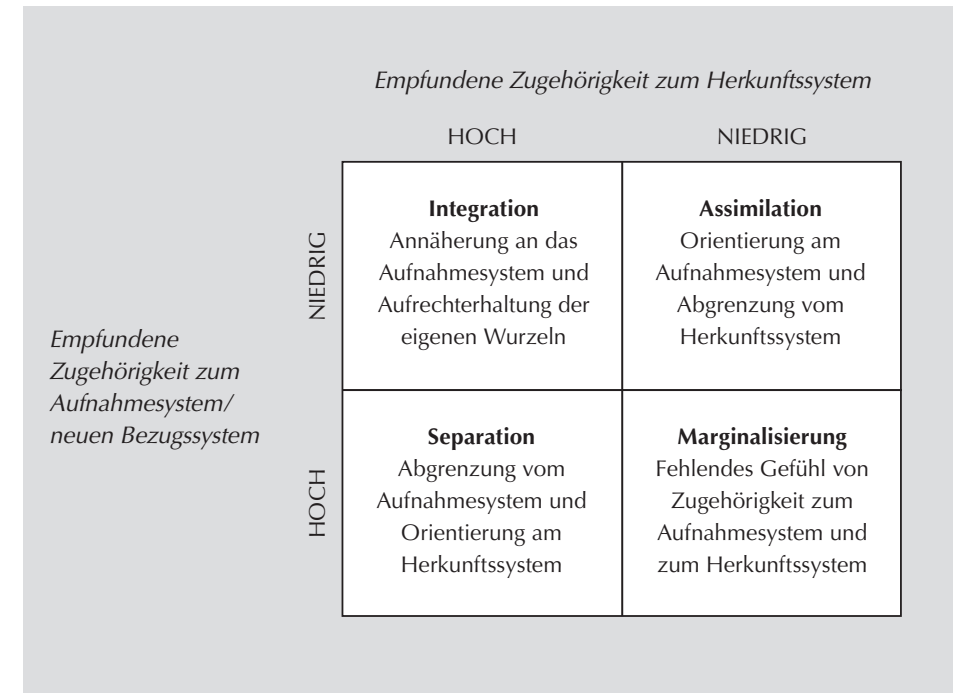 Empfundene Zugehörigkeit zum Herkunftssystem
HOCH
NIEDRIG
NIEDRIG
Integration
Annäherung an das
Aufnahmesystem und
Aufrechterhaltung der
eigenen Wurzeln
Assimilation
Orientierung am
Aufnahmesystem und
Abgrenzung vom
Herkunftssystem
Empfundene
Zugehörigkeit zum
Aufnahmesystem/
neuen Bezugssystem
HOCH
Separation
Abgrenzung vom
Aufnahmesystem und
Orientierung am
Herkunftssystem
Marginalisierung
Fehlendes Gefühl von
Zugehörigkeit zum
Aufnahmesystem und
zum Herkunftssystem